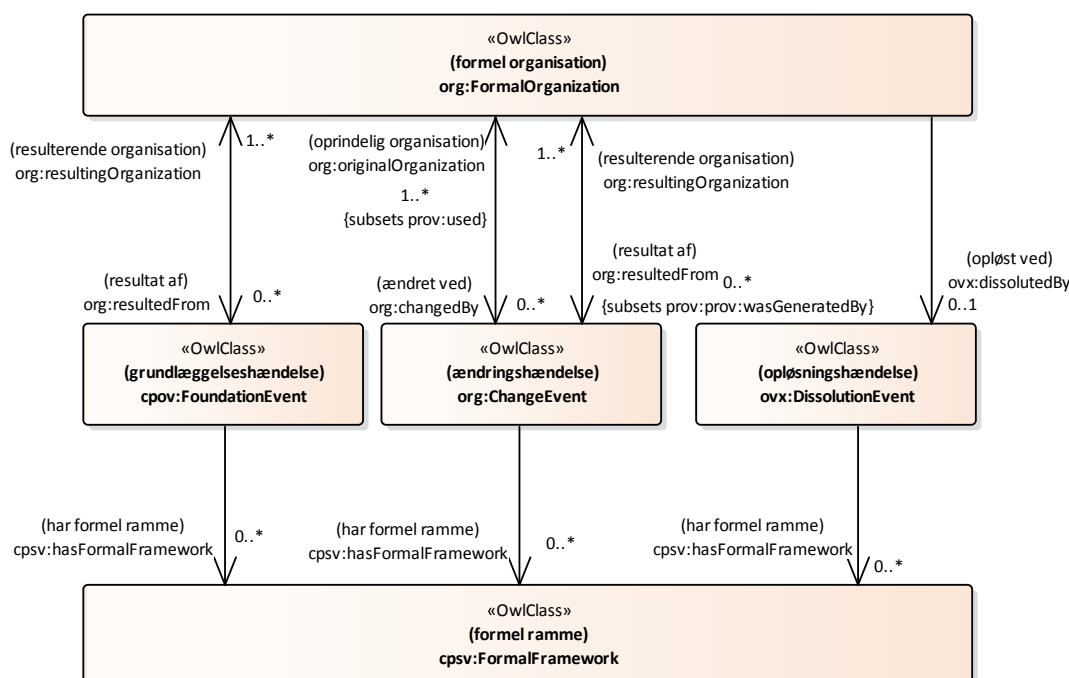 «OwlClass»
(formel organisation)
org:FormalOrganization
(resulterende organisation)
org:resultingOrganization
1..*
(oprindelig organisation)
org:originalOrganization
1..*
{subsets prov:used}
1..*
(resulterende organisation)
org:resultingOrganization
(resultat af)
org:resultedFrom
0..*
(ændret ved)
org:changedBy
0..*
(resultat af)
org:resultedFrom
0..*
{subsets prov:prov:wasGeneratedBy}
(opløst ved)
ovx:dissolutedBy
0..1
«OwlClass»
(grundlæggelseshændelse)
cpov:FoundationEvent
«OwlClass»
(ændringshændelse)
org:ChangeEvent
«OwlClass»
(opløsningshændelse)
ovx:DissolutionEvent
(har formel ramme)
cpsv:hasFormalFramework
0..*
(har formel ramme)
cpsv:hasFormalFramework
0..*
(har formel ramme)
cpsv:hasFormalFramework
0..*
«OwlClass»
(formel ramme)
cpsv:FormalFramework